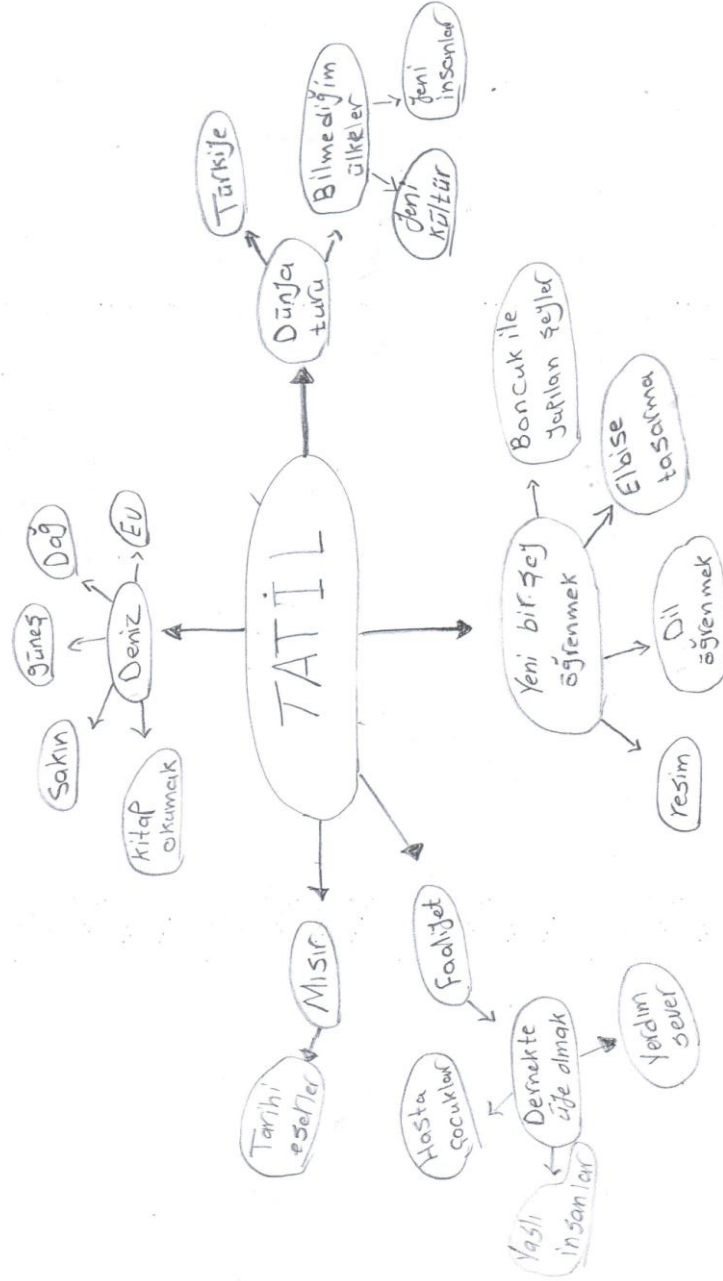 TATİL
Deniz
kitap
okumak
Sakin
güneş
Dağ
Ev
Dünya
turu
Türkiye
Bilmediğim
ülkeler
Yeni
kültür
Yeni
insanlar
Yeni bir şey
öğrenmek
Boncuk ile
yapılan şeyler
Elbise
tasarma
Dil
öğrenmek
resim
Faaliyet
Dernekte
üye olmak
Hasta
çocuklar
Yaşlı
insanlar
Yerdım
sever
Mısır
Tarihi
eserler